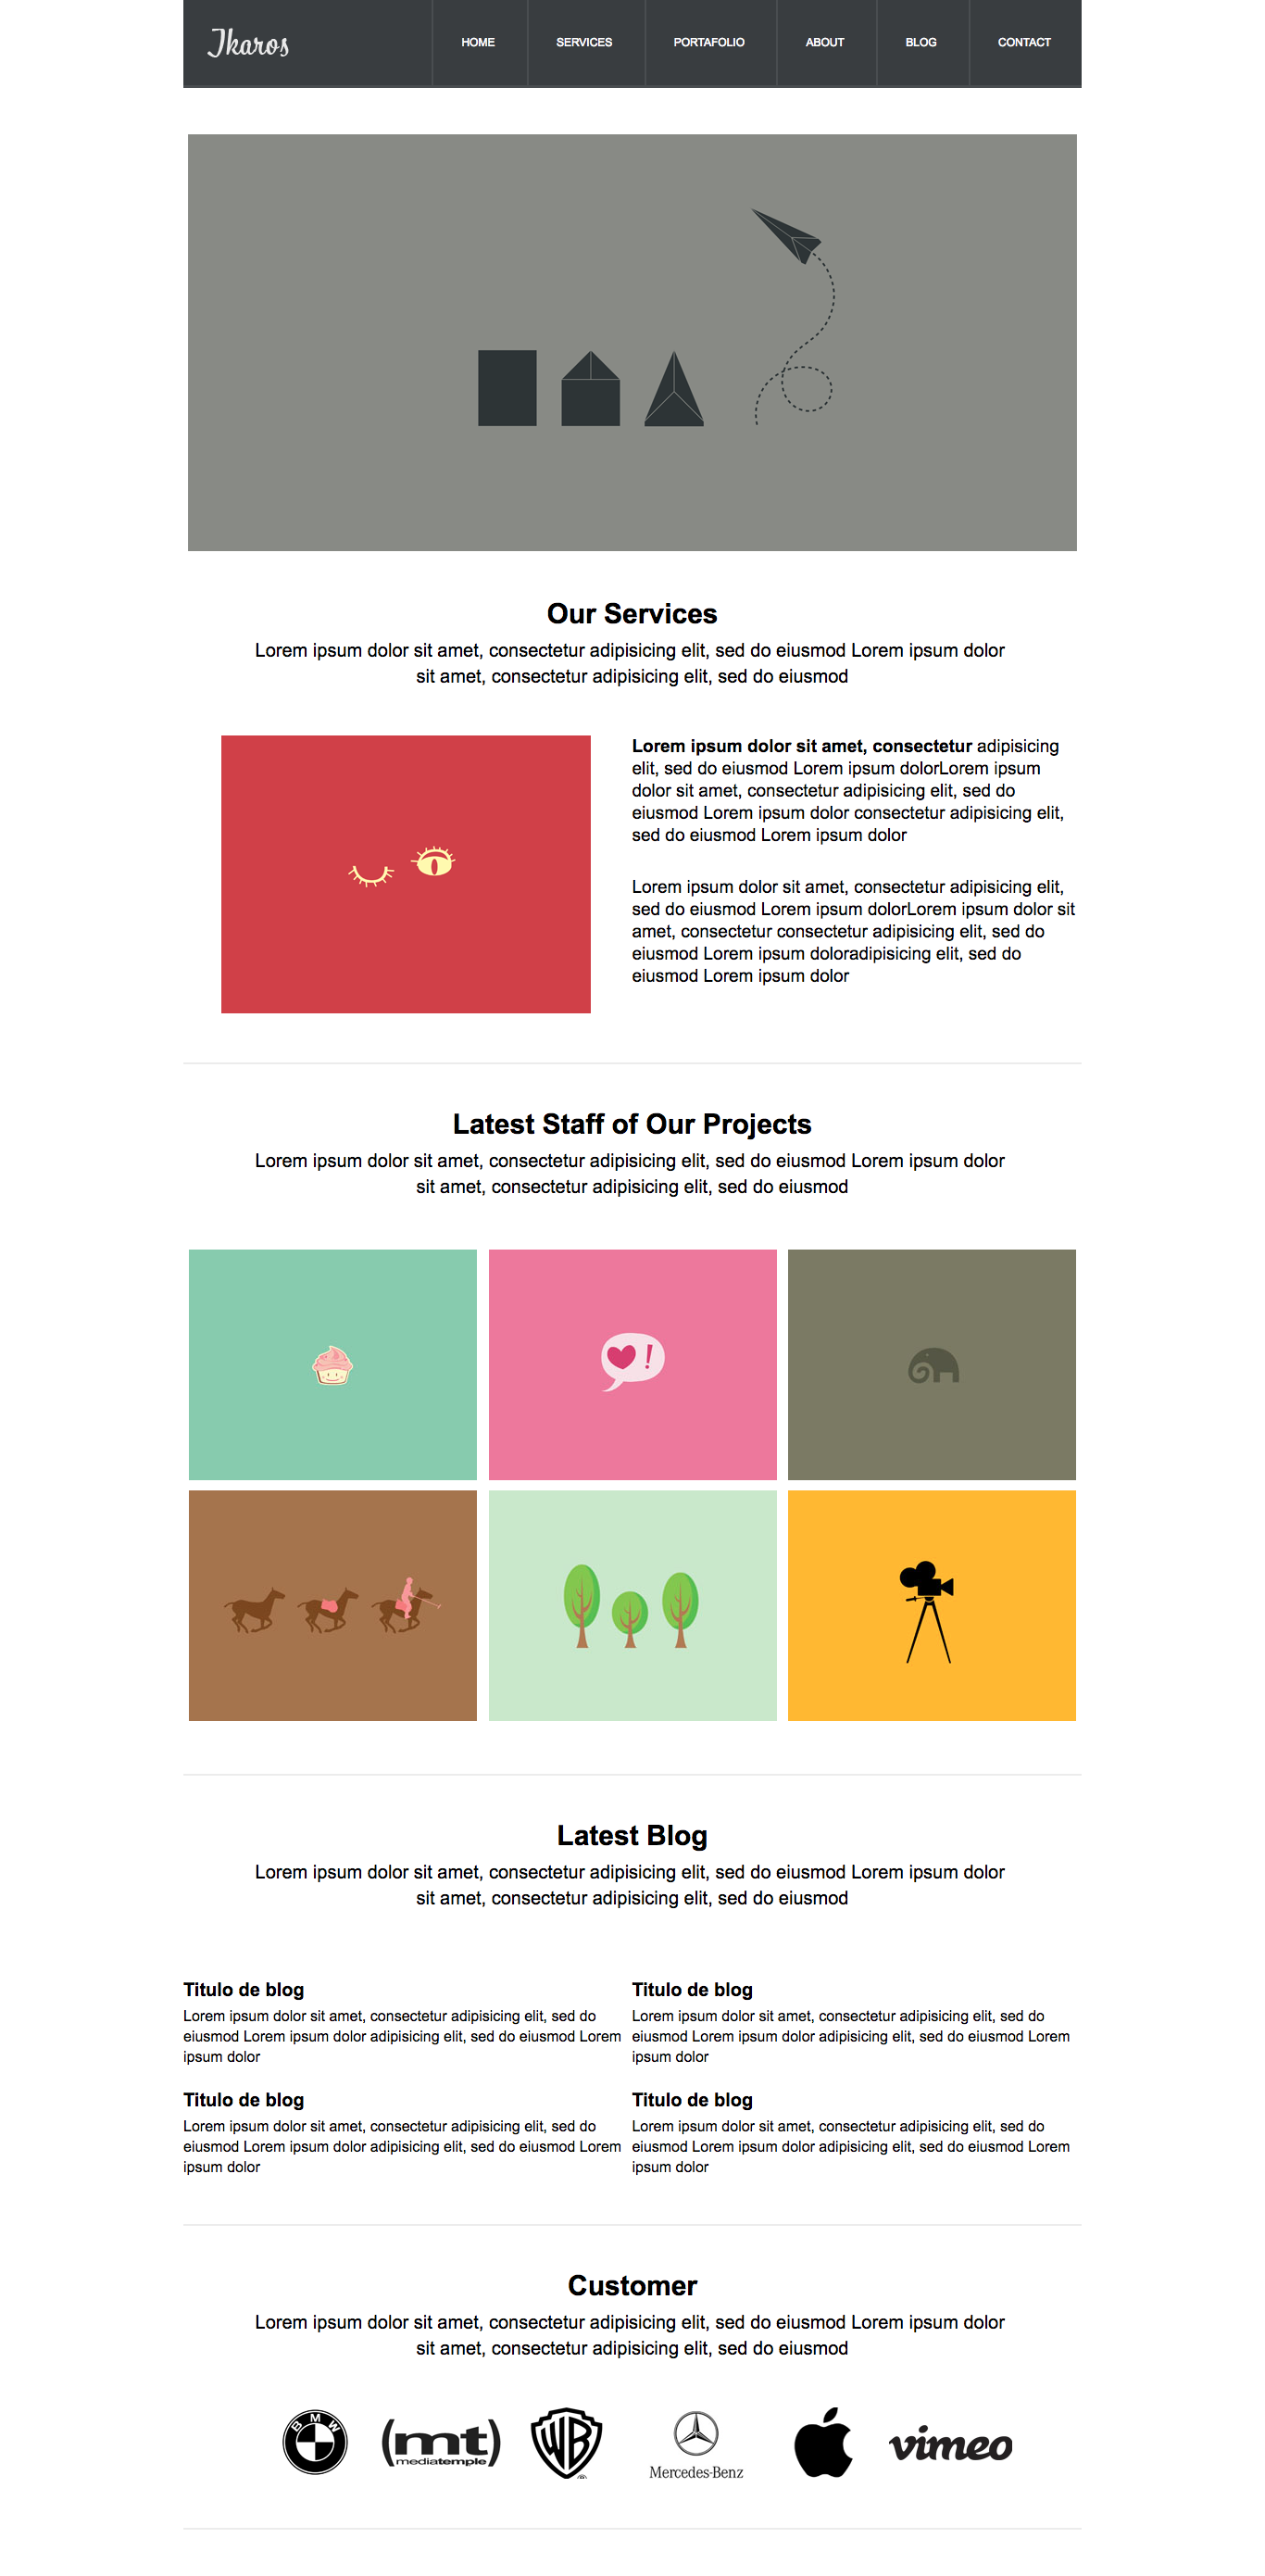 Ikaros
HOME
SERVICES
PORTAFOLIO
ABOUT
BLOG
CONTACT
Our Services
Lorem ipsum dolor sit amet, consectetur adipisicing elit, sed do eiusmod Lorem ipsum dolor
sit amet, consectetur adipisicing elit, sed do eiusmod
Lorem ipsum dolor sit amet, consectetur adipisicing
elit, sed do eiusmod Lorem ipsum dolorLorem ipsum
dolor sit amet, consectetur adipisicing elit, sed do
eiusmod Lorem ipsum dolor consectetur adipisicing elit,
sed do eiusmod Lorem ipsum dolor
Lorem ipsum dolor sit amet, consectetur adipisicing elit,
sed do eiusmod Lorem ipsum dolorLorem ipsum dolor sit
amet, consectetur consectetur adipisicing elit, sed do
eiusmod Lorem ipsum doloradipisicing elit, sed do
eiusmod Lorem ipsum dolor
Latest Staff of Our Projects
Lorem ipsum dolor sit amet, consectetur adipisicing elit, sed do eiusmod Lorem ipsum dolor
sit amet, consectetur adipisicing elit, sed do eiusmod
!
Latest Blog
Lorem ipsum dolor sit amet, consectetur adipisicing elit, sed do eiusmod Lorem ipsum dolor
sit amet, consectetur adipisicing elit, sed do eiusmod
Titulo de blog
Lorem ipsum dolor sit amet, consectetur adipisicing elit, sed do
eiusmod Lorem ipsum dolor adipisicing elit, sed do eiusmod Lorem
ipsum dolor
Titulo de blog
Lorem ipsum dolor sit amet, consectetur adipisicing elit, sed do
eiusmod Lorem ipsum dolor adipisicing elit, sed do eiusmod Lorem
ipsum dolor
Titulo de blog
Lorem ipsum dolor sit amet, consectetur adipisicing elit, sed do
eiusmod Lorem ipsum dolor adipisicing elit, sed do eiusmod Lorem
ipsum dolor
Titulo de blog
Lorem ipsum dolor sit amet, consectetur adipisicing elit, sed do
eiusmod Lorem ipsum dolor adipisicing elit, sed do eiusmod Lorem
ipsum dolor
Customer
Lorem ipsum dolor sit amet, consectetur adipisicing elit, sed do eiusmod Lorem ipsum dolor
sit amet, consectetur adipisicing elit, sed do eiusmod
BMW
(mt)
mediatemple
WB
®
Mercedes-Benz
vimeo